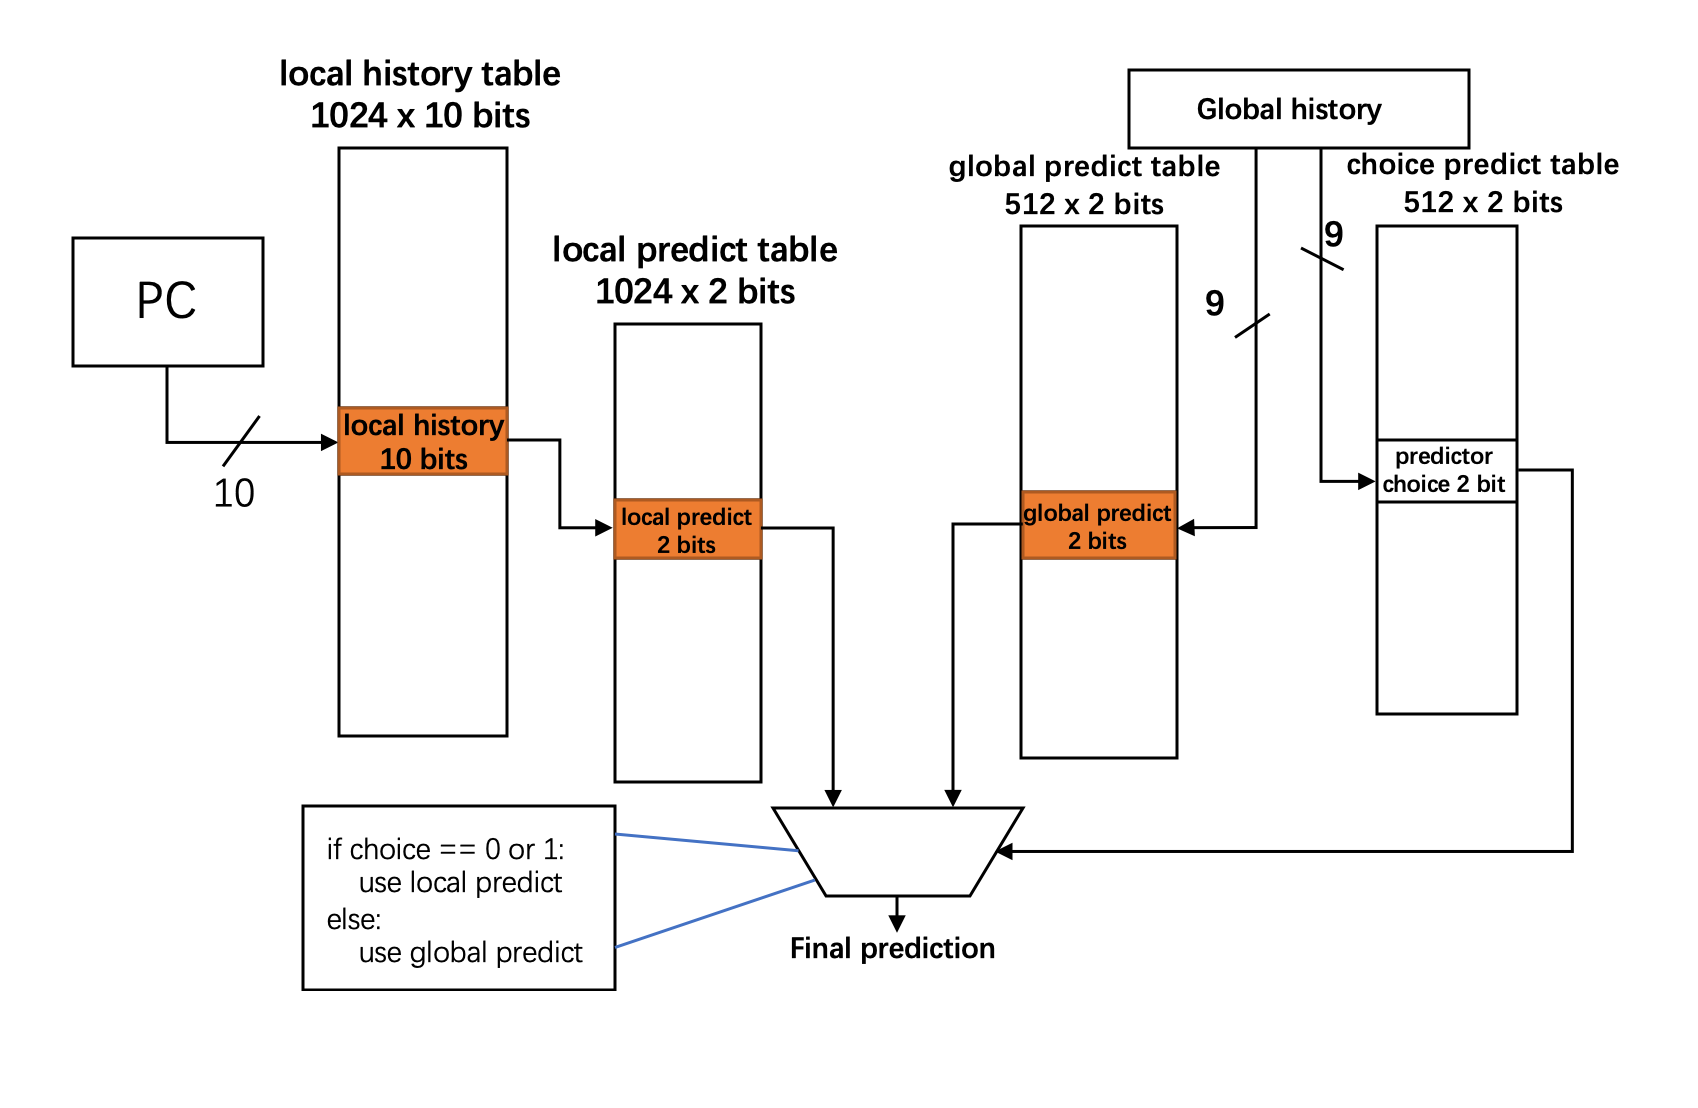 local history table
1024 x 10 bits
Global history
global predict table
512 x 2 bits
choice predict table
512 x 2 bits
9
PC
local predict table
1024 x 2 bits
9
local history
10 bits
10
predictor
choice 2 bit
local predict
2 bits
global predict
2 bits
if choice == 0 or 1:
use local predict
else:
use global predict
Final prediction